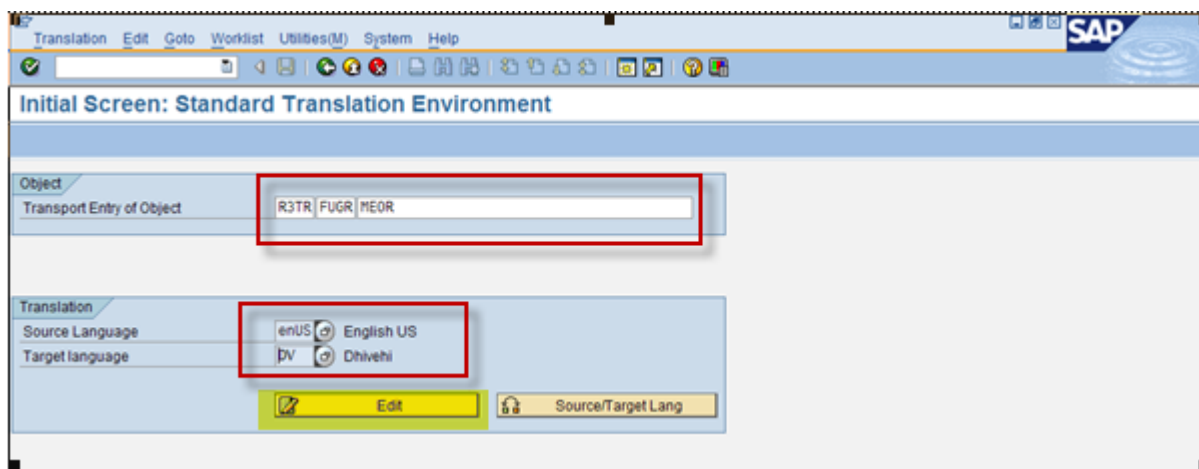 Translation Edit Goto Worklist Utilities(M) System Help
SAP
Initial Screen: Standard Translation Environment
Object
Transport Entry of Object R3TR FUGR MEOR
Translation
Source Language enUS English US
Target language DV Dhivehi
Edit Source/Target Lang